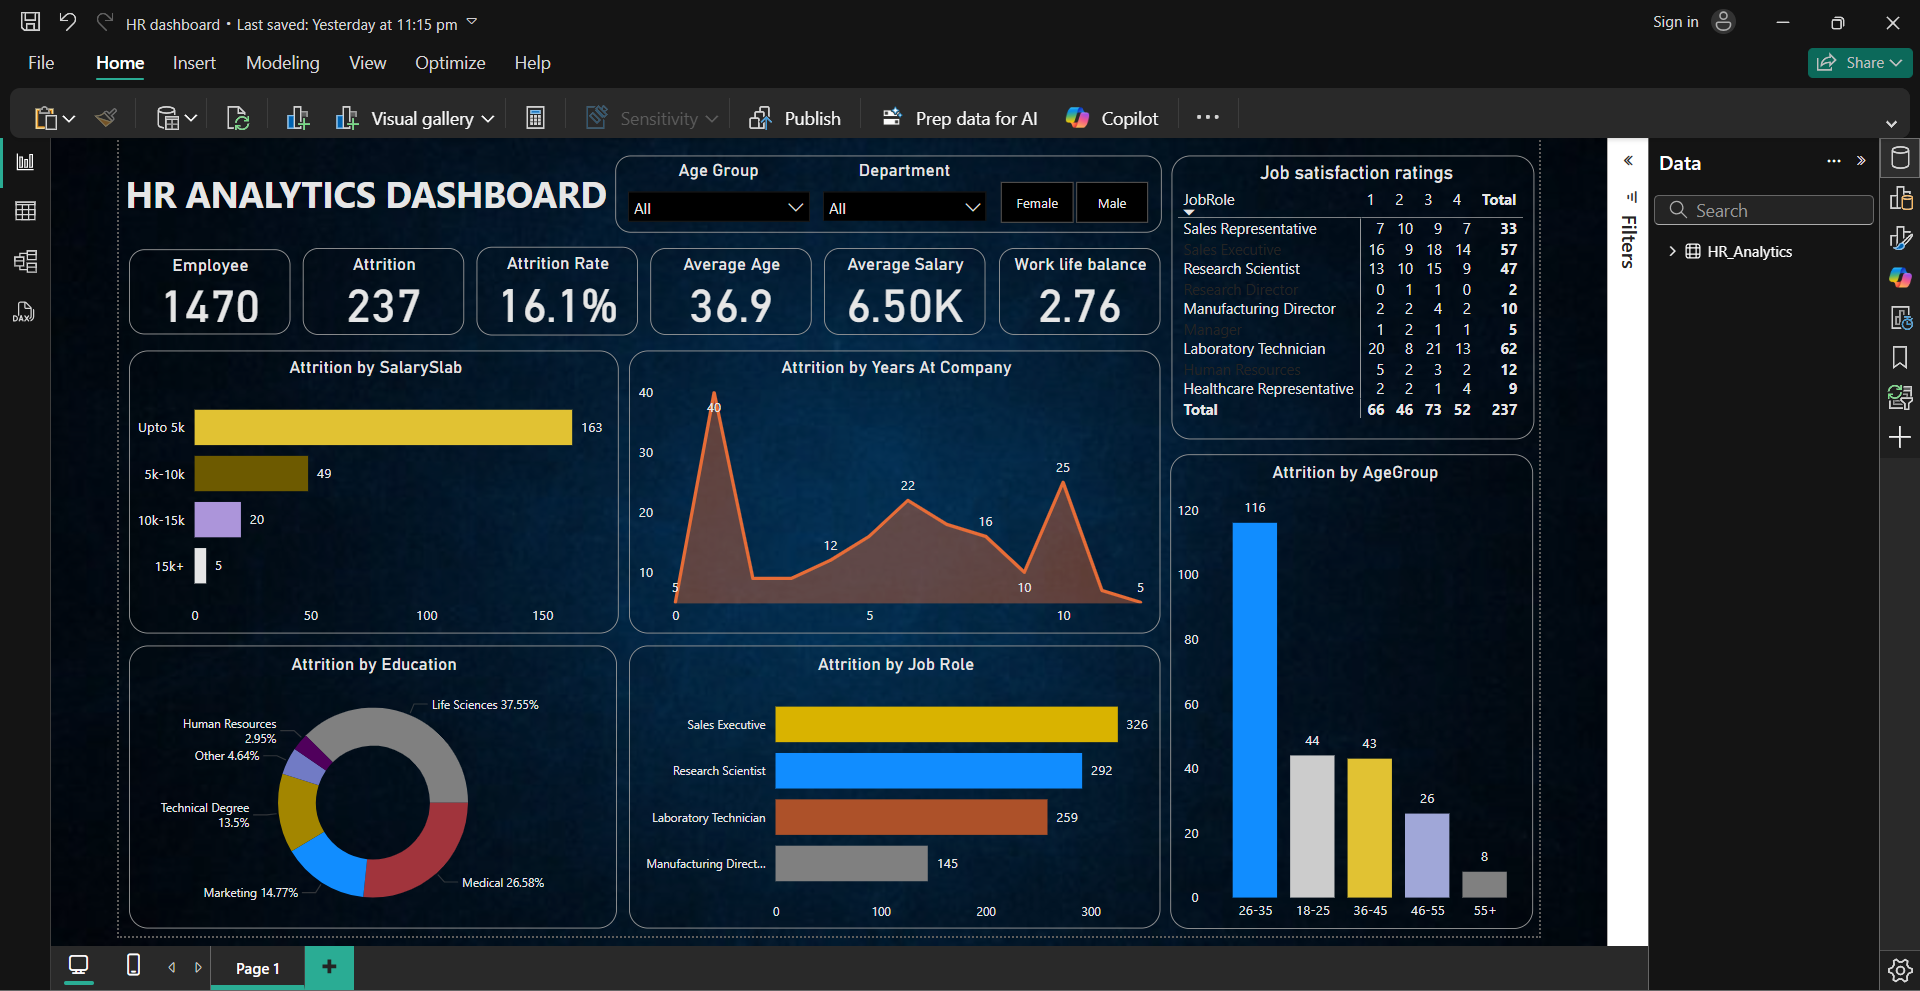 HR dashboard • Last saved: Yesterday at 11:15 pm
Sign in
File Home Insert Modeling View Optimize Help
Share
Visual gallery
Sensitivity
Publish
Prep data for AI
Copilot
HR ANALYTICS DASHBOARD
Age Group
All
Department
All
Female
Male
Employee
1470
Attrition
237
Attrition Rate
16.1%
Average Age
36.9
Average Salary
6.50K
Work life balance
2.76
Job satisfaction ratings
JobRole 1 2 3 4 Total
Sales Representative 7 10 9 7 33
Sales Executive 16 9 18 14 57
Research Scientist 13 10 15 9 47
Research Director 0 1 1 0 2
Manufacturing Director 2 2 4 2 10
Manager 1 2 1 1 5
Laboratory Technician 20 8 21 13 62
Human Resources 5 2 3 2 12
Healthcare Representative 2 2 1 4 9
Total 66 46 73 52 237
Attrition by SalarySlab
Upto 5k 163
5k-10k 49
10k-15k 20
15k+ 5
0 50 100 150
Attrition by Years At Company
40
30
20
10
5
40
12
22
16
10
25
5
0 5 10
Attrition by AgeGroup
120
100
80
60
40
20
0
116
44
43
26
8
26-35 18-25 36-45 46-55 55+
Attrition by Education
Life Sciences 37.55%
Human Resources
2.95%
Other 4.64%
Technical Degree
13.5%
Marketing 14.77%
Medical 26.58%
Attrition by Job Role
Sales Executive 326
Research Scientist 292
Laboratory Technician 259
Manufacturing Direct... 145
0 100 200 300
Filters
Data
Search
HR_Analytics
DAX
Page 1